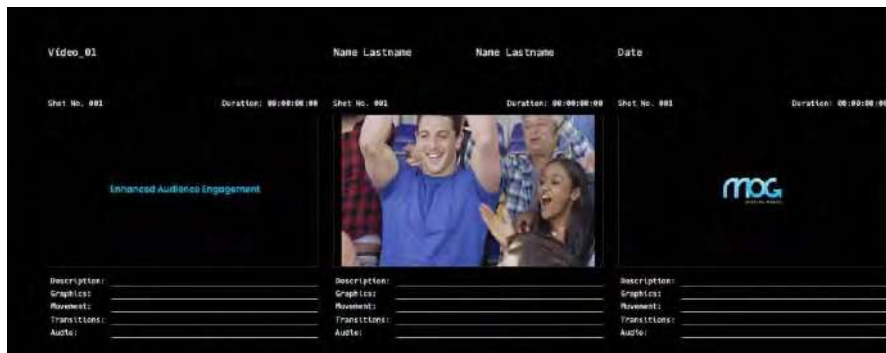 Vídeo_01 Name Lastname Name Lastname Date
Shot No. 001 Duration: 00:00:00:00 Shot No. 001 Duration: 00:00:00:00 Shot No. 001 Duration: 00:00:00:00
Enhanced Audience Engagement
mOG
Description: Description: Description:
Graphics: Graphics: Graphics:
Movement: Movement: Movement:
Transitions: Transitions: Transitions:
Audio: Audio: Audio: